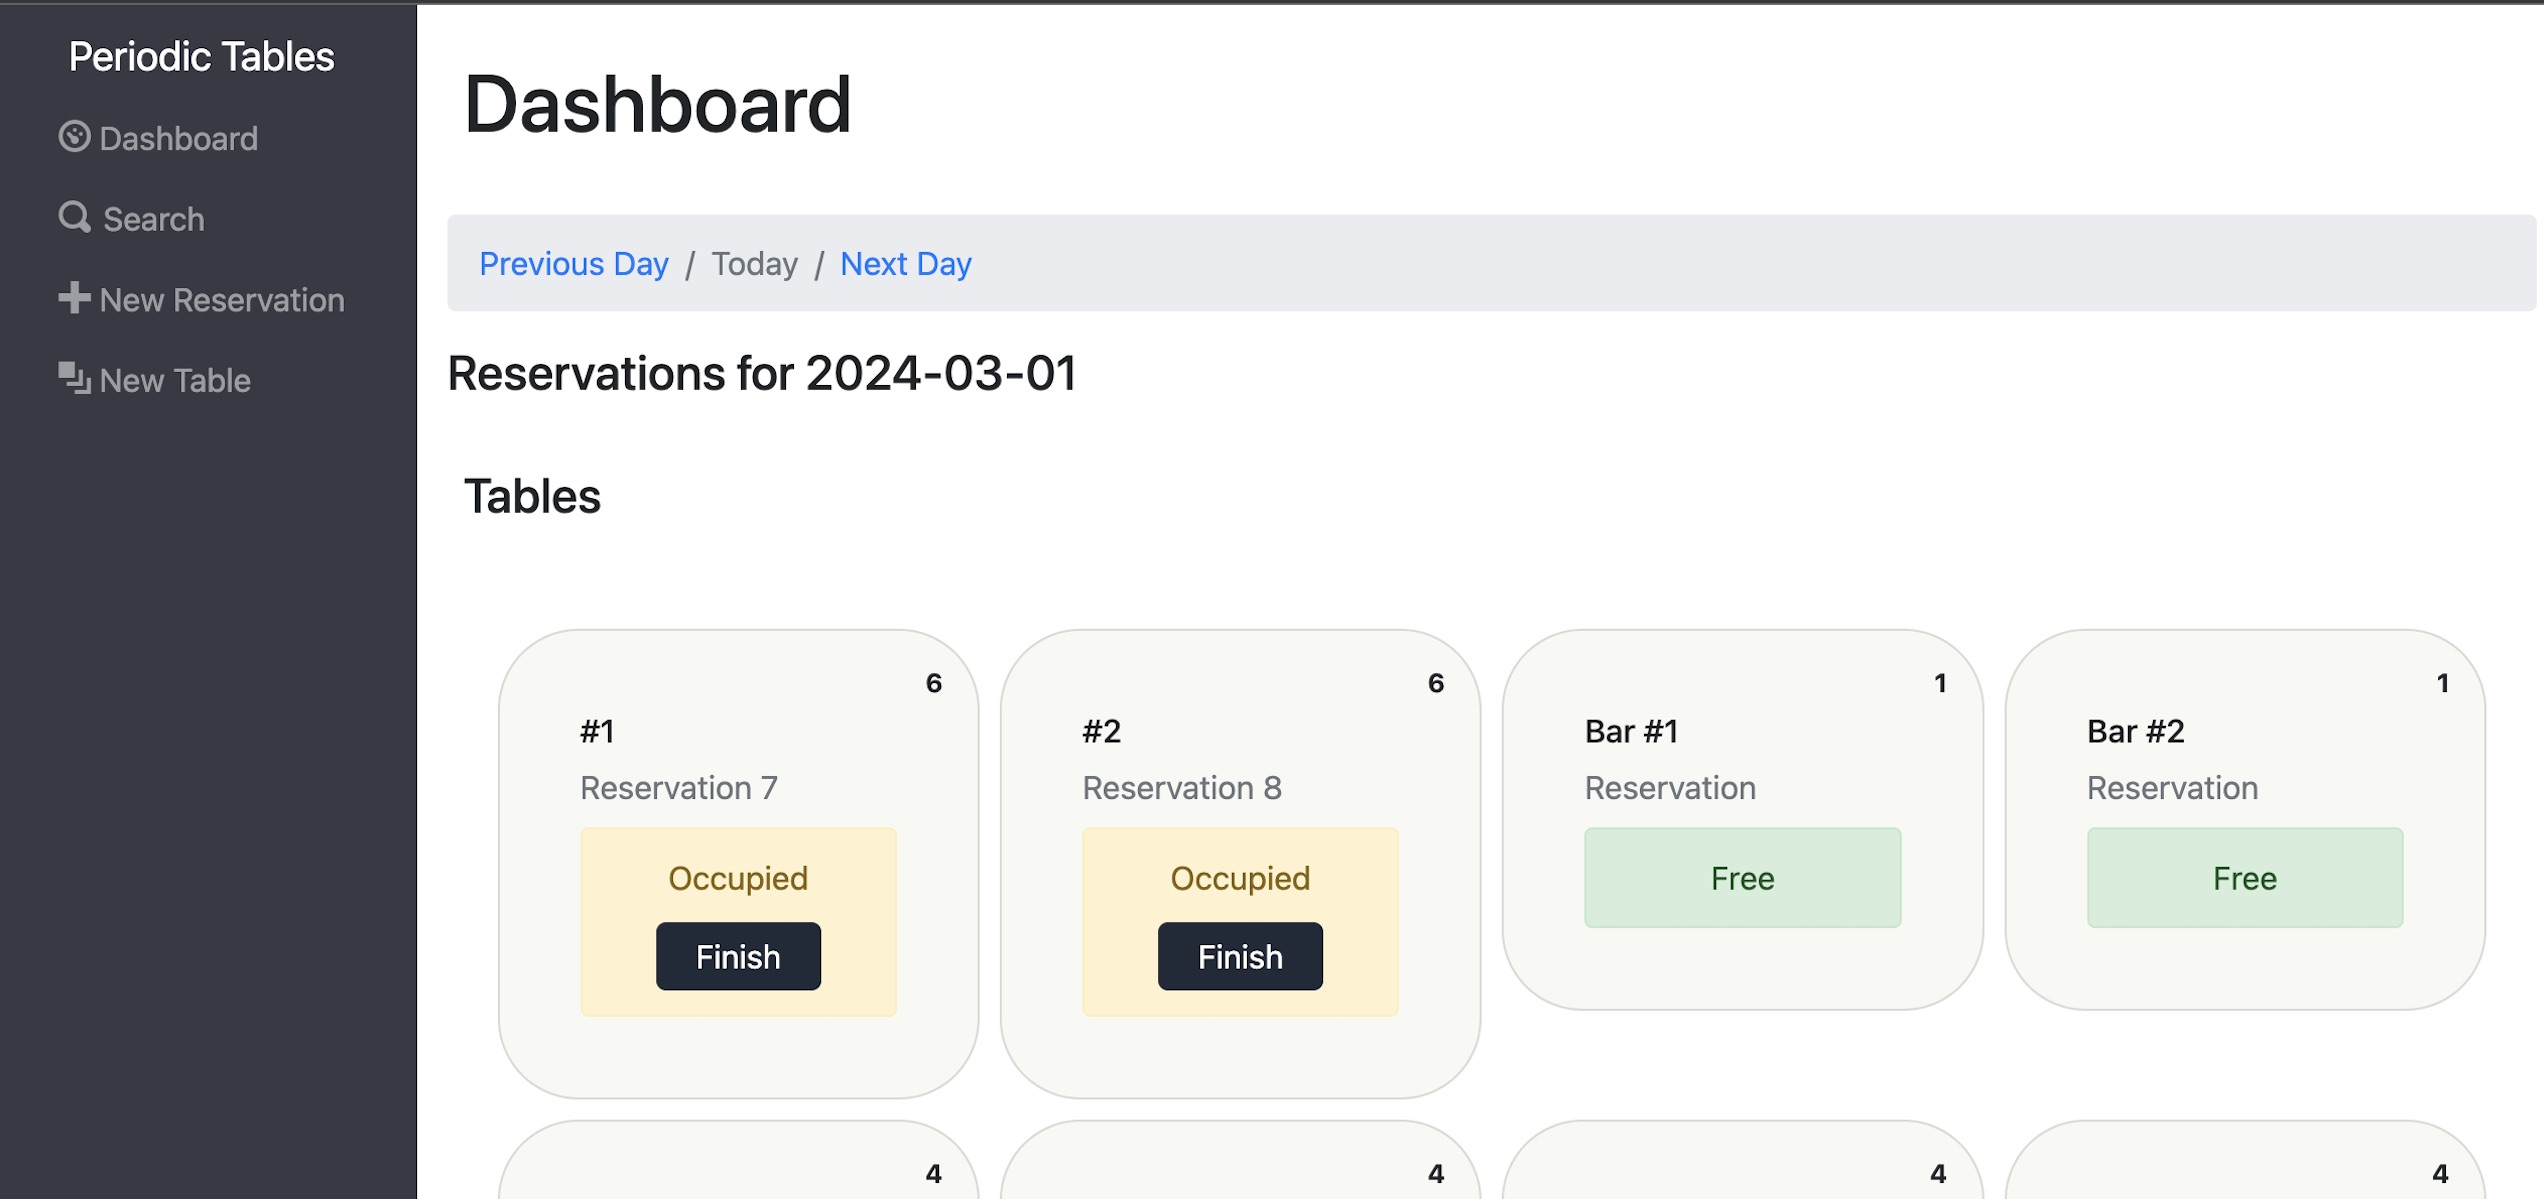 Periodic Tables
Dashboard
Search
New Reservation
New Table
Dashboard
Previous Day / Today / Next Day
Reservations for 2024-03-01
Tables
6
#1
Reservation 7
Occupied
Finish
6
#2
Reservation 8
Occupied
Finish
1
Bar #1
Reservation
Free
1
Bar #2
Reservation
Free
4
4
4
4